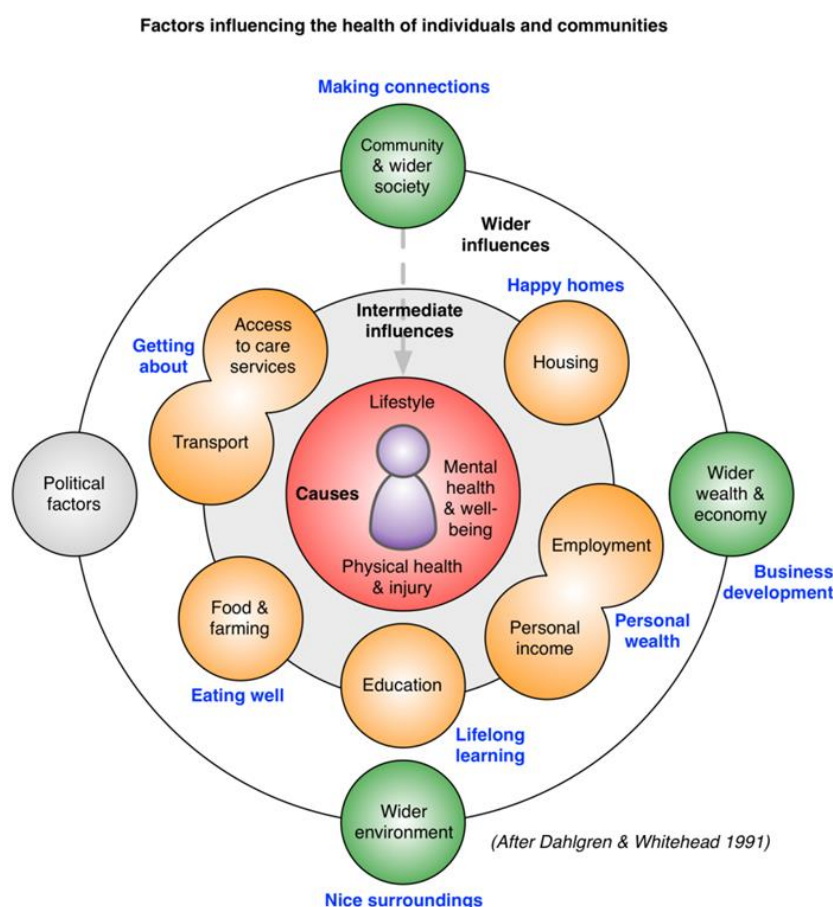 Factors influencing the health of individuals and communities
Making connections
Community
& wider
society
Wider
influences
Happy homes
Intermediate
influences
Access
to care
services
Getting
about
Housing
Transport
Lifestyle
Political
factors
Causes
Mental
health
& well-
being
Wider
wealth &
economy
Employment
Physical health
& injury
Business
development
Food &
farming
Personal
income
Personal
wealth
Eating well
Education
Lifelong
learning
Wider
environment
(After Dahlgren & Whitehead 1991)
Nice surroundings